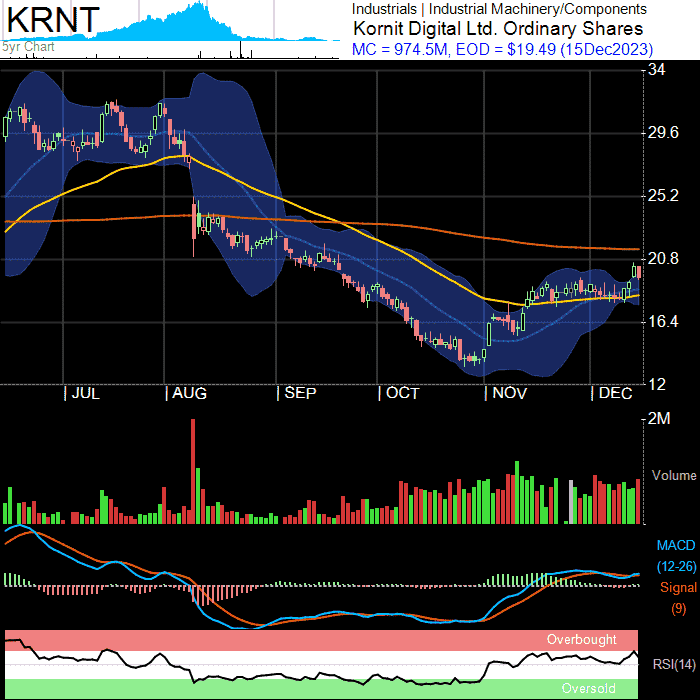 KRNT
5yr Chart
Industrials | Industrial Machinery/Components
Kornit Digital Ltd. Ordinary Shares
MC = 974.5M, EOD = $19.49 (15Dec2023)
34
29.6
25.2
20.8
16.4
12
JUL
AUG
SEP
OCT
NOV
DEC
2M
Volume
MACD
(12-26)
Signal
(9)
Overbought
RSI(14)
Oversold